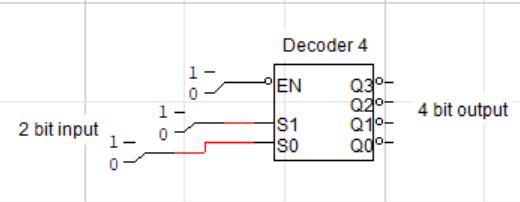 Decoder 4
1
0
EN
Q3
Q2
4 bit output
1
0
S1
Q1
2 bit input
1
0
S0
Q0